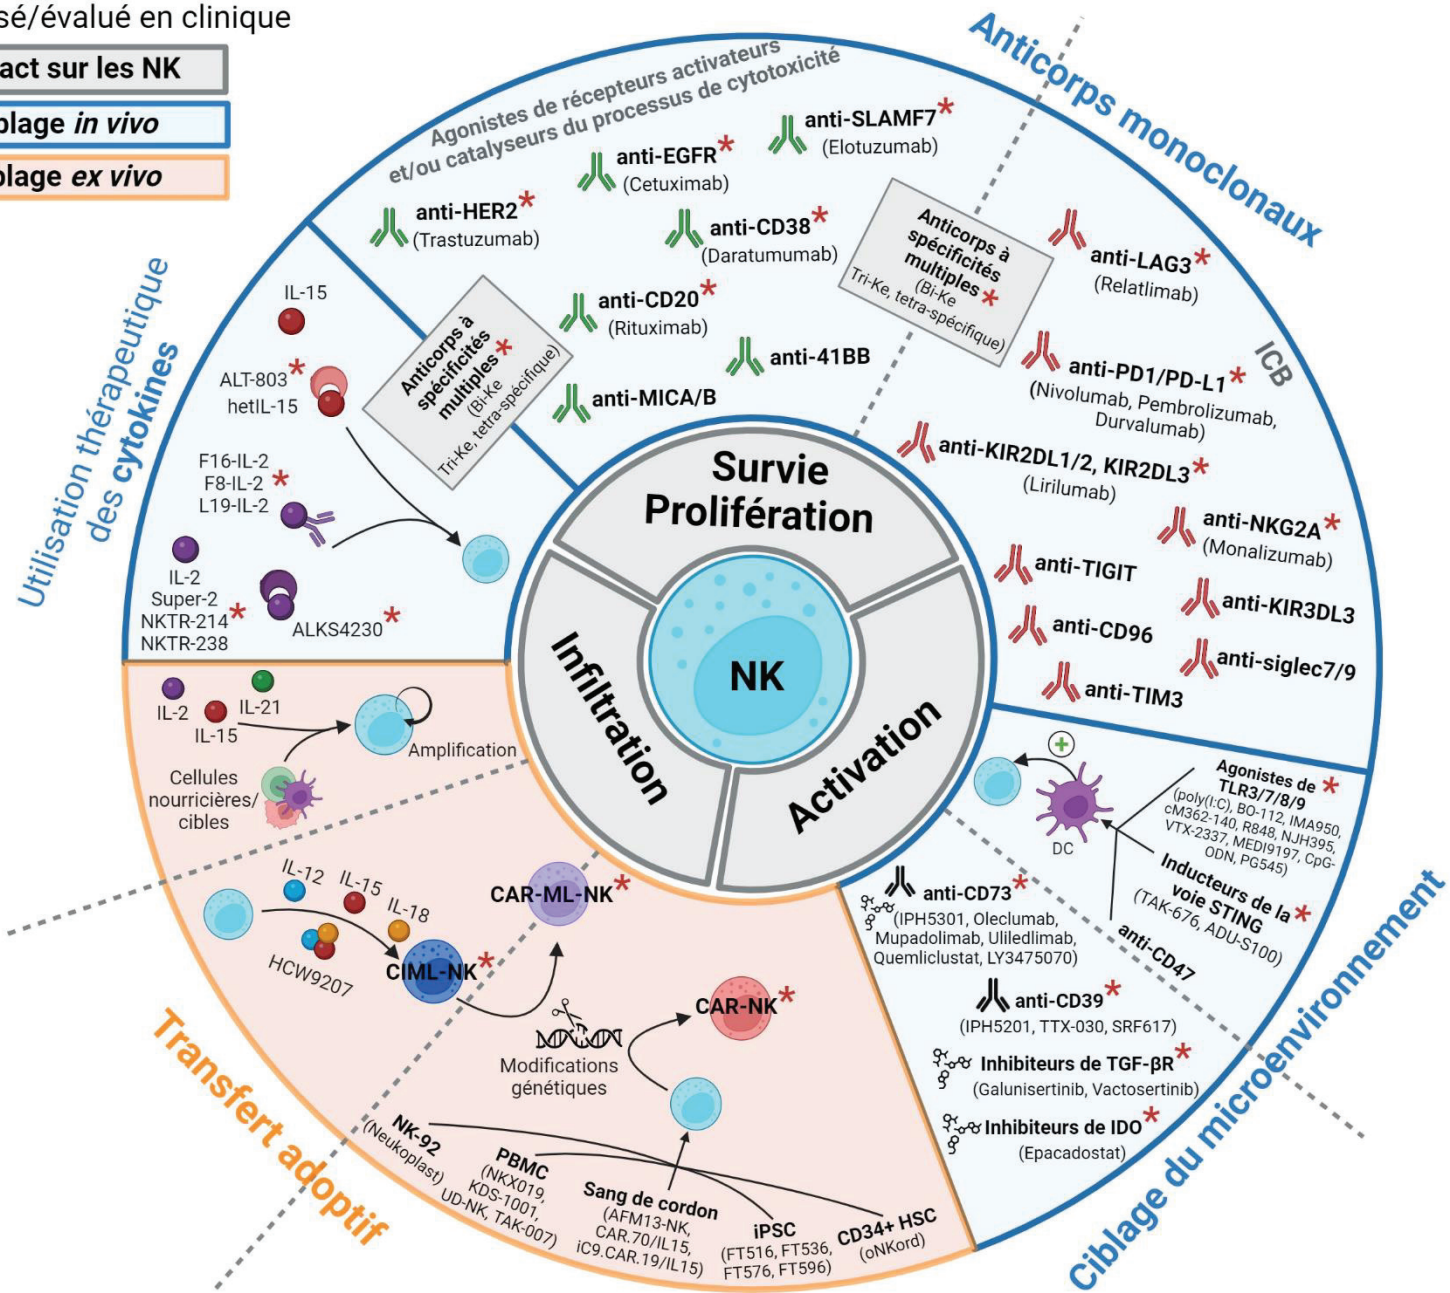 sé/évalué en clinique
act sur les NK
blage in vivo
blage ex vivo
Anticorps monoclonaux
Agonistes de récepteurs activateurs
et/ou catalyseurs du processus de cytotoxicité
anti-SLAMF7*
(Elotuzumab)
anti-EGFR*
(Cetuximab)
anti-HER2*
(Trastuzumab)
anti-CD38*
(Daratumumab)
anti-CD20*
(Rituximab)
anti-41BB
anti-MICA/B
Anticorps à
spécificités
multiples*
(Bi-Ke
Tri-Ke, tetra-spécifique)
Anticorps à
spécificités
multiples*
(Bi-Ke
Tri-Ke, tetra-spécifique)
ICB
anti-LAG3*
(Relatlimab)
anti-PD1/PD-L1*
(Nivolumab, Pembrolizumab,
Durvalumab)
anti-KIR2DL1/2, KIR2DL3*
(Lirilumab)
anti-NKG2A*
(Monalizumab)
anti-TIGIT
anti-KIR3DL3
anti-CD96
anti-siglec7/9
anti-TIM3
Utilisation thérapeutique
des cytokines
IL-15
ALT-803*
hetIL-15
F16-IL-2
F8-IL-2*
L19-IL-2
IL-2
Super-2
NKTR-214*
NKTR-238
ALKS4230*
Survie
Prolifération
Infiltration
Activation
NK
IL-2
IL-15
IL-21
Amplification
Cellules
nourricières/
cibles
IL-12
IL-15
IL-18
HCW9207
CIML-NK*
CAR-ML-NK*
CAR-NK*
Modifications
génétiques
NK-92
(Neukoplast)
PBMC
(NKX019,
KDS-1001,
UD-NK, TAK-007)
Sang de cordon
(AFM13-NK,
CAR.70/IL15,
iC9.CAR.19/IL15)
iPSC
(FT516, FT536,
FT576, FT596)
CD34+ HSC
(oNKord)
Transfert adoptif
+
DC
Agonistes de
TLR3/7/8/9*
(poly(I:C), BO-112, IMA950,
cM362-140, R848, NJH395,
VTX-2337, MEDI9197, CpG-
ODN, PG545)
Inducteurs de la
voie STING*
(TAK-676, ADU-S100)
anti-CD47
anti-CD73*
(IPH5301, Oleclumab,
Mupadolimab, Uliledlimab,
Quemliclustat, LY3475070)
anti-CD39*
(IPH5201, TTX-030, SRF617)
Inhibiteurs de TGF-βR*
(Galunisertinib, Vactosertinib)
Inhibiteurs de IDO*
(Epacadostat)
Ciblage du microenvironnement